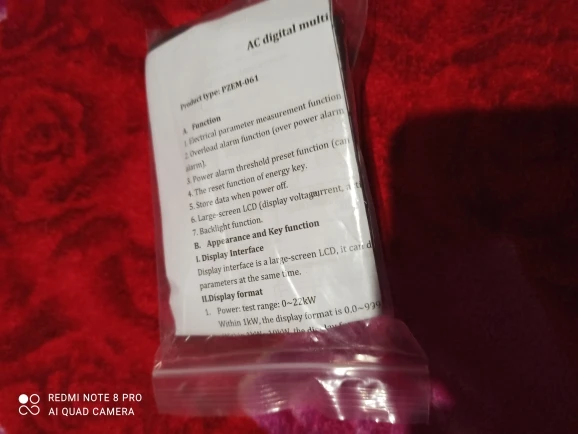 AC digital multi
Product type: PZEM-061
A. Function
1. Electrical parameter measurement function
2. Overload alarm function (over power alarm
alarm).
3. Power alarm threshold preset function (can
4. The reset function of energy key.
5. Store data when power off.
6. Large-screen LCD (display voltage
7. Backlight function.
B. Appearance and Key function
I. Display Interface
Display interface is a large-screen LCD, it can d
parameters at the same time.
II.Display format
1. Power: test range: 0~22kW
Within 1kW, the display format is 0.0~999
the
REDMI NOTE 8 PRO
AI QUAD CAMERA